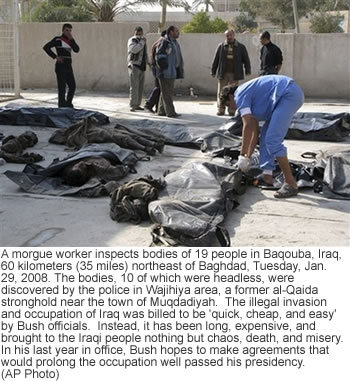 A morgue worker inspects bodies of 19 people in Baqouba, Iraq,
60 kilometers (35 miles) northeast of Baghdad, Tuesday, Jan.
29, 2008. The bodies, 10 of which were headless, were
discovered by the police in Wajihiya area, a former al-Qaida
stronghold near the town of Muqdadiyah.  The illegal invasion
and occupation of Iraq was billed to be 'quick, cheap, and easy'
by Bush officials.  Instead, it has been long, expensive, and
brought to the Iraqi people nothing but chaos, death, and misery.
In his last year in office, Bush hopes to make agreements that
would prolong the occupation well passed his presidency.
(AP Photo)